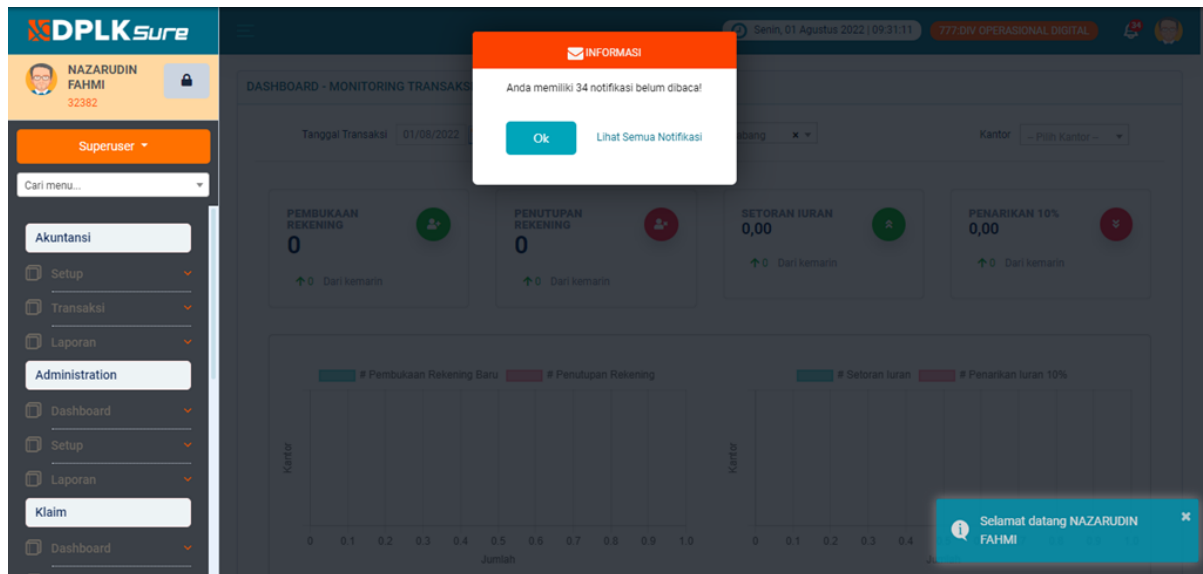 DPLKSure
NAZARUDIN
FAHMI
32382
Superuser
Cari menu...
Akuntansi
Setup
Transaksi
Laporan
Administration
Dashboard
Setup
Laporan
Klaim
Dashboard
Senin, 01 Agustus 2022 | 09:31:11
777:DIV OPERASIONAL DIGITAL
34
INFORMASI
Anda memiliki 34 notifikasi belum dibaca!
Ok
Lihat Semua Notifikasi
DASHBOARD - MONITORING TRANSAKS
Tanggal Transaksi 01/08/2022
abang ×
Kantor -- Pilih Kantor --
PEMBUKAAN
REKENING
0
0 Dari kemarin
PENUTUPAN
REKENING
0
0 Dari kemarin
SETORAN IURAN
0,00
0 Dari kemarin
PENARIKAN 10%
0,00
0 Dari kemarin
# Pembukaan Rekening Baru # Penutupan Rekening
Kantor
0 0.1 0.2 0.3 0.4 0.5 0.6 0.7 0.8 0.9 1.0
Jumlah
# Setoran Iuran # Penarikan Iuran 10%
Kantor
0 0.1 0.2 0.3 0.4
Selamat datang NAZARUDIN
FAHMI
×